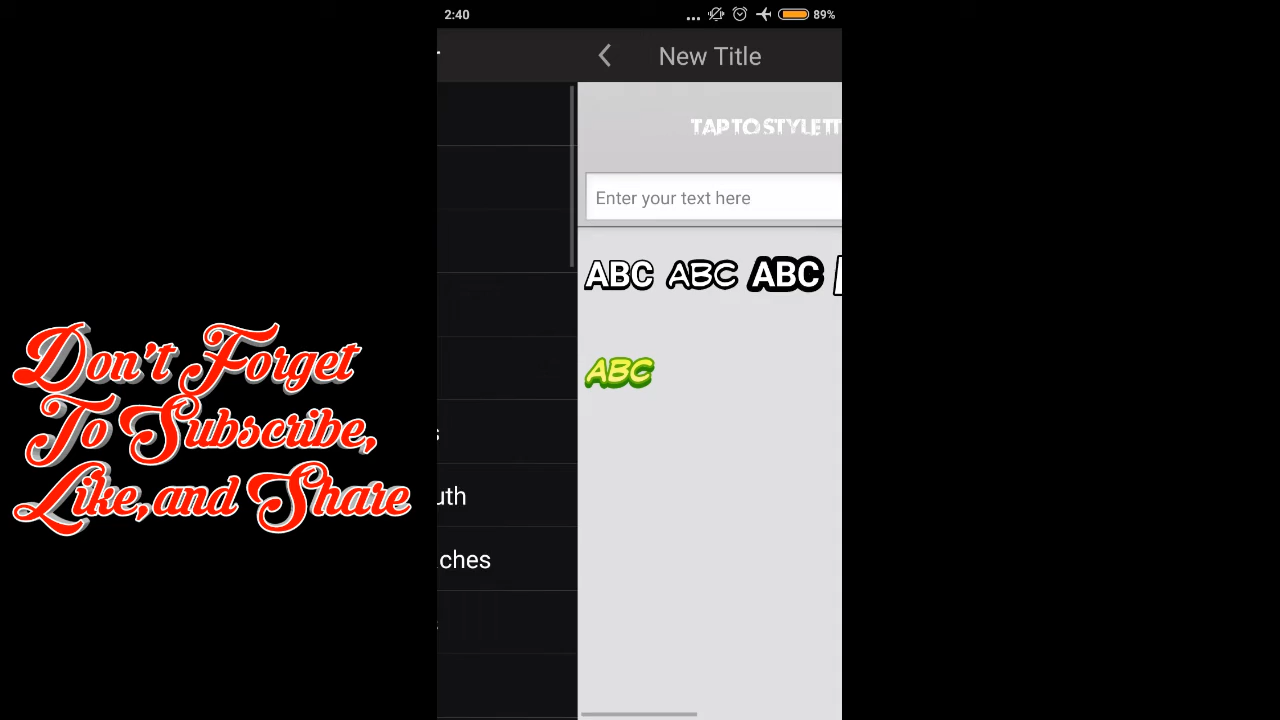 2:40
89%
New Title
TAP TO STYLE TT
Enter your text here
ABC ABC ABC
ABC
Don't Forget
To Subscribe,
Like, and Share
s
uth
ches